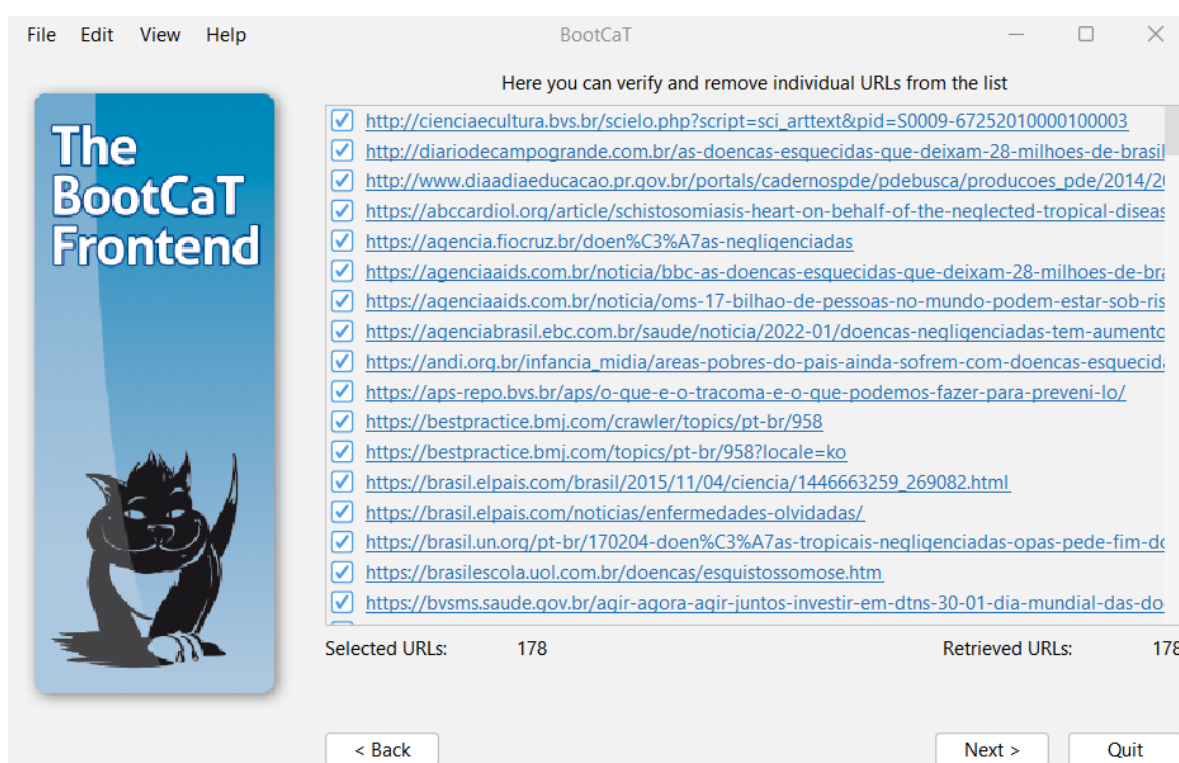 File Edit View Help BootCaT
Here you can verify and remove individual URLs from the list
The
BootCaT
Frontend
http://cienciaecultura.bvs.br/scielo.php?script=sci_arttext&pid=S0009-67252010000100003
http://diariodecampogrande.com.br/as-doencas-esquecidas-que-deixam-28-milhoes-de-brasil
http://www.diaadiaeducacao.pr.gov.br/portals/cadernospde/pdebusca/producoes_pde/2014/20
https://abccardiol.org/article/schistosomiasis-heart-on-behalf-of-the-neglected-tropical-diseas
https://agencia.fiocruz.br/doen%C3%A7as-negligenciadas
https://agenciaaids.com.br/noticia/bbc-as-doencas-esquecidas-que-deixam-28-milhoes-de-bra
https://agenciaaids.com.br/noticia/oms-17-bilhao-de-pessoas-no-mundo-podem-estar-sob-ris
https://agenciabrasil.ebc.com.br/saude/noticia/2022-01/doencas-negligenciadas-tem-aumento
https://andi.org.br/infancia_midia/areas-pobres-do-pais-ainda-sofrem-com-doencas-esquecida
https://aps-repo.bvs.br/aps/o-que-e-o-tracoma-e-o-que-podemos-fazer-para-preveni-lo/
https://bestpractice.bmj.com/crawler/topics/pt-br/958
https://bestpractice.bmj.com/topics/pt-br/958?locale=ko
https://brasil.elpais.com/brasil/2015/11/04/ciencia/1446663259_269082.html
https://brasil.elpais.com/noticias/enfermedades-olvidadas/
https://brasil.un.org/pt-br/170204-doen%C3%A7as-tropicais-negligenciadas-opas-pede-fim-do
https://brasilescola.uol.com.br/doencas/esquistossomose.htm
https://bvsms.saude.gov.br/agir-agora-agir-juntos-investir-em-dtns-30-01-dia-mundial-das-do
Selected URLs: 178 Retrieved URLs: 178
< Back Next > Quit